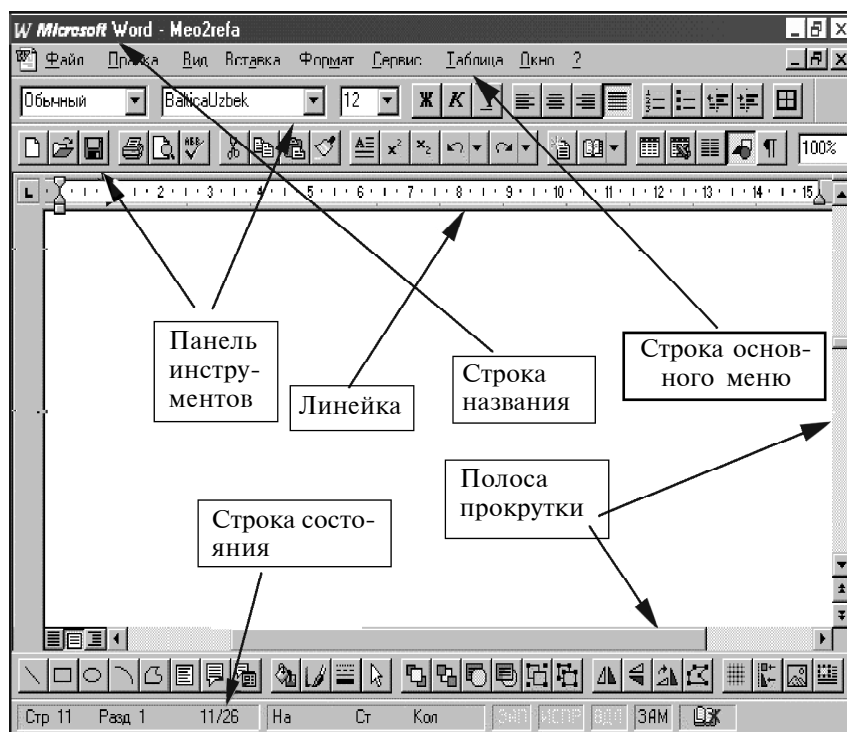 Microsoft Word - Meo2refa
Файл Правка Вид Вставка Формат Сервис Таблица Окно ?
Обычный BalticaUzbek 12 Ж К
100%
1 2 3 4 5 6 7 8 9 10 11 12 13 14 15
Панель
инстру-
ментов
Линейка
Строка
названия
Строка основ-
ного меню
Полоса
прокрутки
Строка состо-
яния
Стр 11 Разд 1 11/26 На Ст Кол ЗАП ИСПР ВДЛ ЗАМ